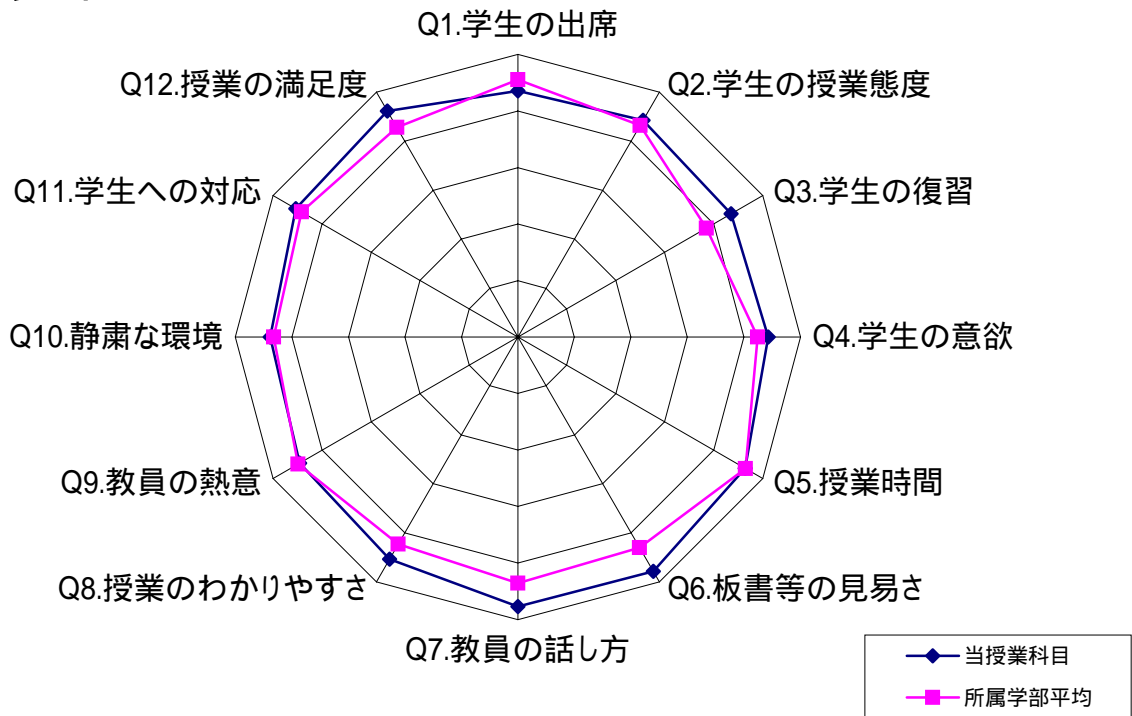 Q1.学生の出席
Q12.授業の満足度
Q2.学生の授業態度
Q11.学生への対応
Q3.学生の復習
Q10.静粛な環境
Q4.学生の意欲
Q9.教員の熱意
Q5.授業時間
Q8.授業のわかりやすさ
Q6.板書等の見易さ
Q7.教員の話し方
当授業科目
所属学部平均